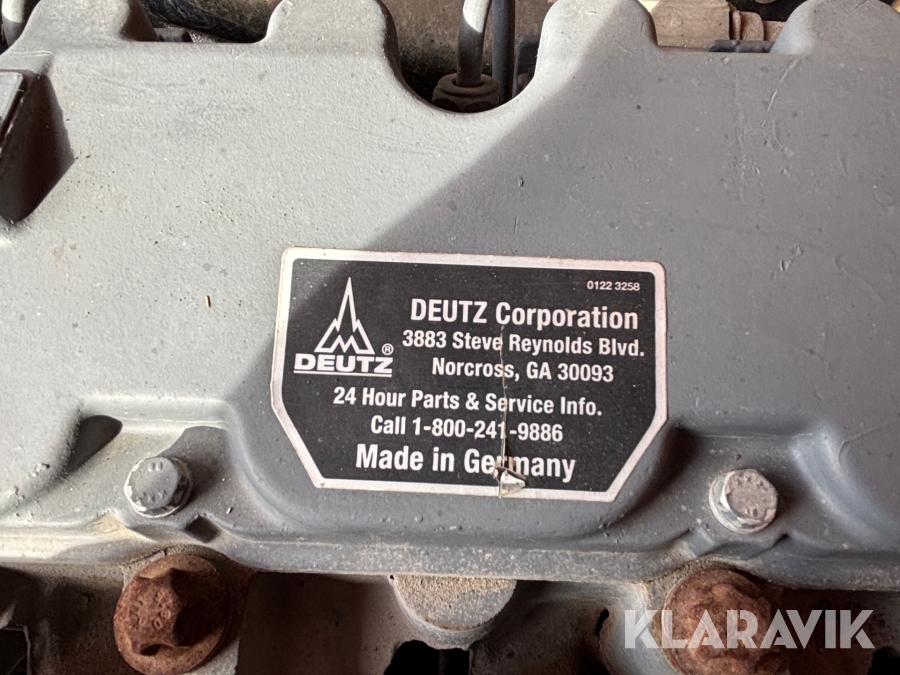 0122 3258
DEUTZ Corporation
3883 Steve Reynolds Blvd.
Norcross, GA 30093
DEUTZ®
24 Hour Parts & Service Info.
Call 1-800-241-9886
Made in Germany
KLARAVIK